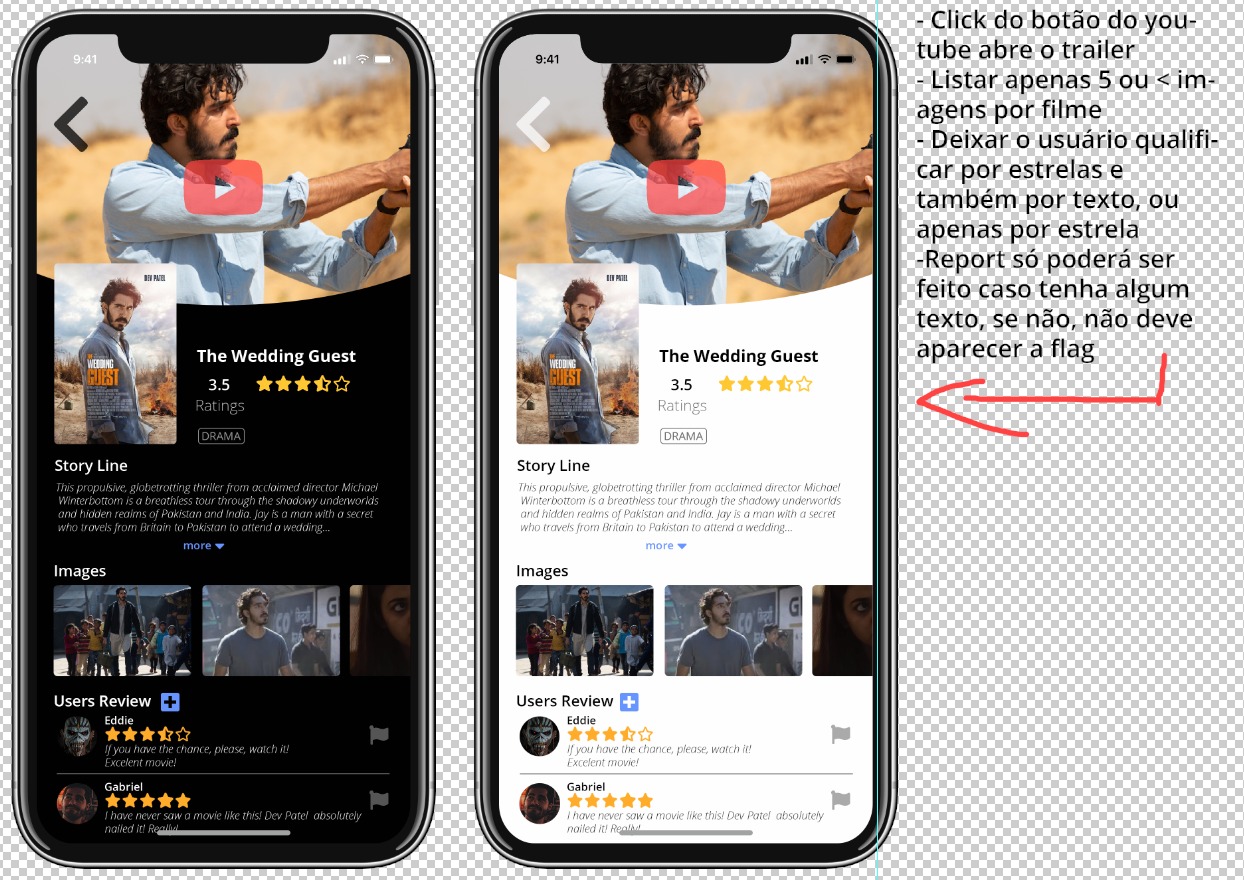 9:41
DEV PATEL
THE
WEDDING
GUEST
The Wedding Guest
3.5
Ratings
DRAMA
Story Line
This propulsive, globetrotting thriller from acclaimed director Michael
Winterbottom is a breathless tour through the shadowy underworlds
and hidden realms of Pakistan and India. Jay is a man with a secret
who travels from Britain to Pakistan to attend a wedding...
more
Images
Users Review
Eddie
If you have the chance, please, watch it!
Excelent movie!
Gabriel
I have never saw a movie like this! Dev Patel absolutely
nailed it! Really!
9:41
DEV PATEL
THE
WEDDING
GUEST
The Wedding Guest
3.5
Ratings
DRAMA
Story Line
This propulsive, globetrotting thriller from acclaimed director Michael
Winterbottom is a breathless tour through the shadowy underworlds
and hidden realms of Pakistan and India. Jay is a man with a secret
who travels from Britain to Pakistan to attend a wedding...
more
Images
Users Review
Eddie
If you have the chance, please, watch it!
Excelent movie!
Gabriel
I have never saw a movie like this! Dev Patel absolutely
nailed it! Really!
- Click do botão do you-
tube abre o trailer
- Listar apenas 5 ou < im-
agens por filme
- Deixar o usuário qualifi-
car por estrelas e
também por texto, ou
apenas por estrela
-Report só poderá ser
feito caso tenha algum
texto, se não, não deve
aparecer a flag